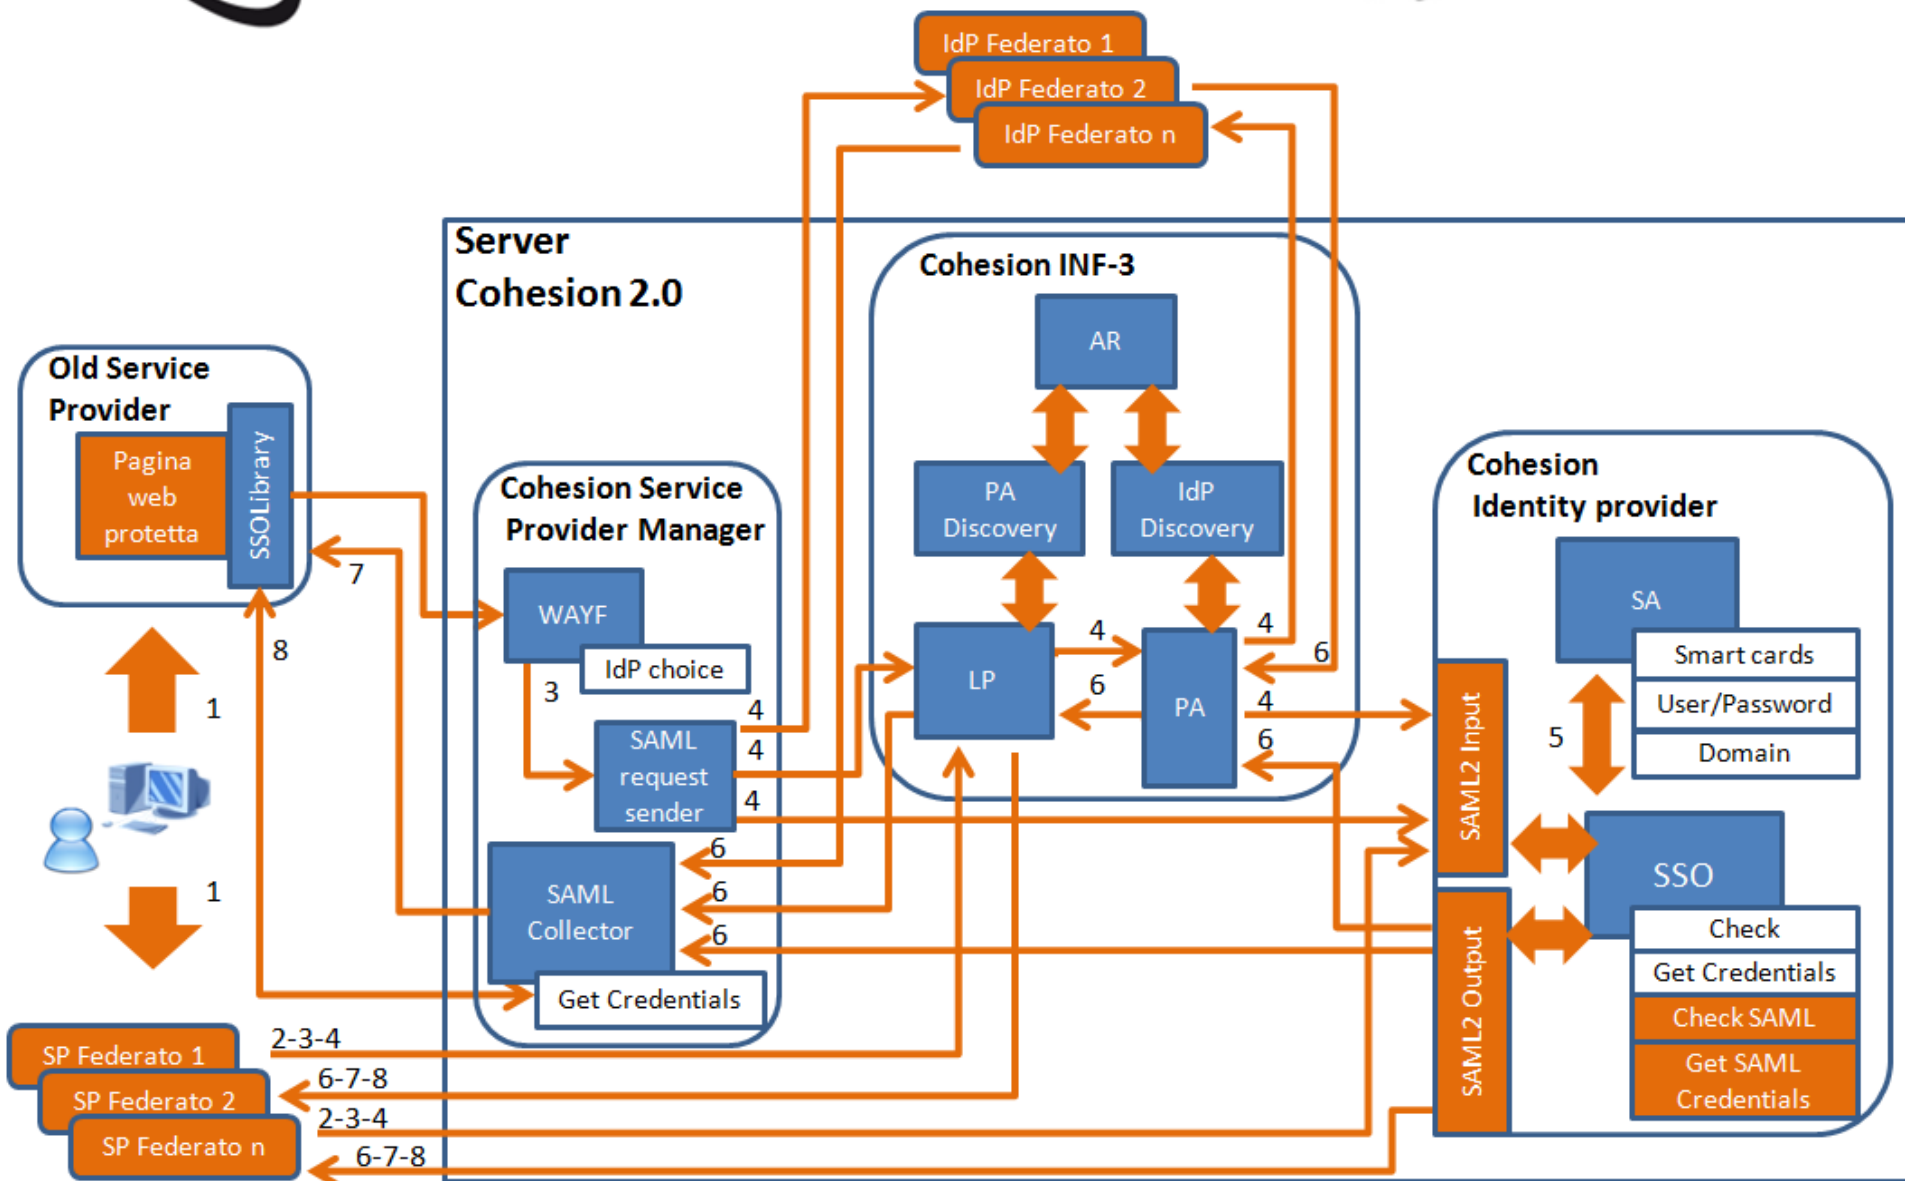 IdP Federato 1
IdP Federato 2
IdP Federato n
Server
Cohesion 2.0
Cohesion INF-3
AR
PA
Discovery
IdP
Discovery
LP
PA
4
6
4
6
4
6
Old Service
Provider
Pagina
web
protetta
SSOLibrary
7
8
1
1
Cohesion Service
Provider Manager
WAYF
IdP choice
3
SAML
request
sender
4
4
4
SAML
Collector
6
6
6
Get Credentials
Cohesion
Identity provider
SA
Smart cards
User/Password
Domain
5
SAML2 Input
SSO
Check
Get Credentials
Check SAML
Get SAML
Credentials
SAML2 Output
SP Federato 1
SP Federato 2
SP Federato n
2-3-4
6-7-8
2-3-4
6-7-8